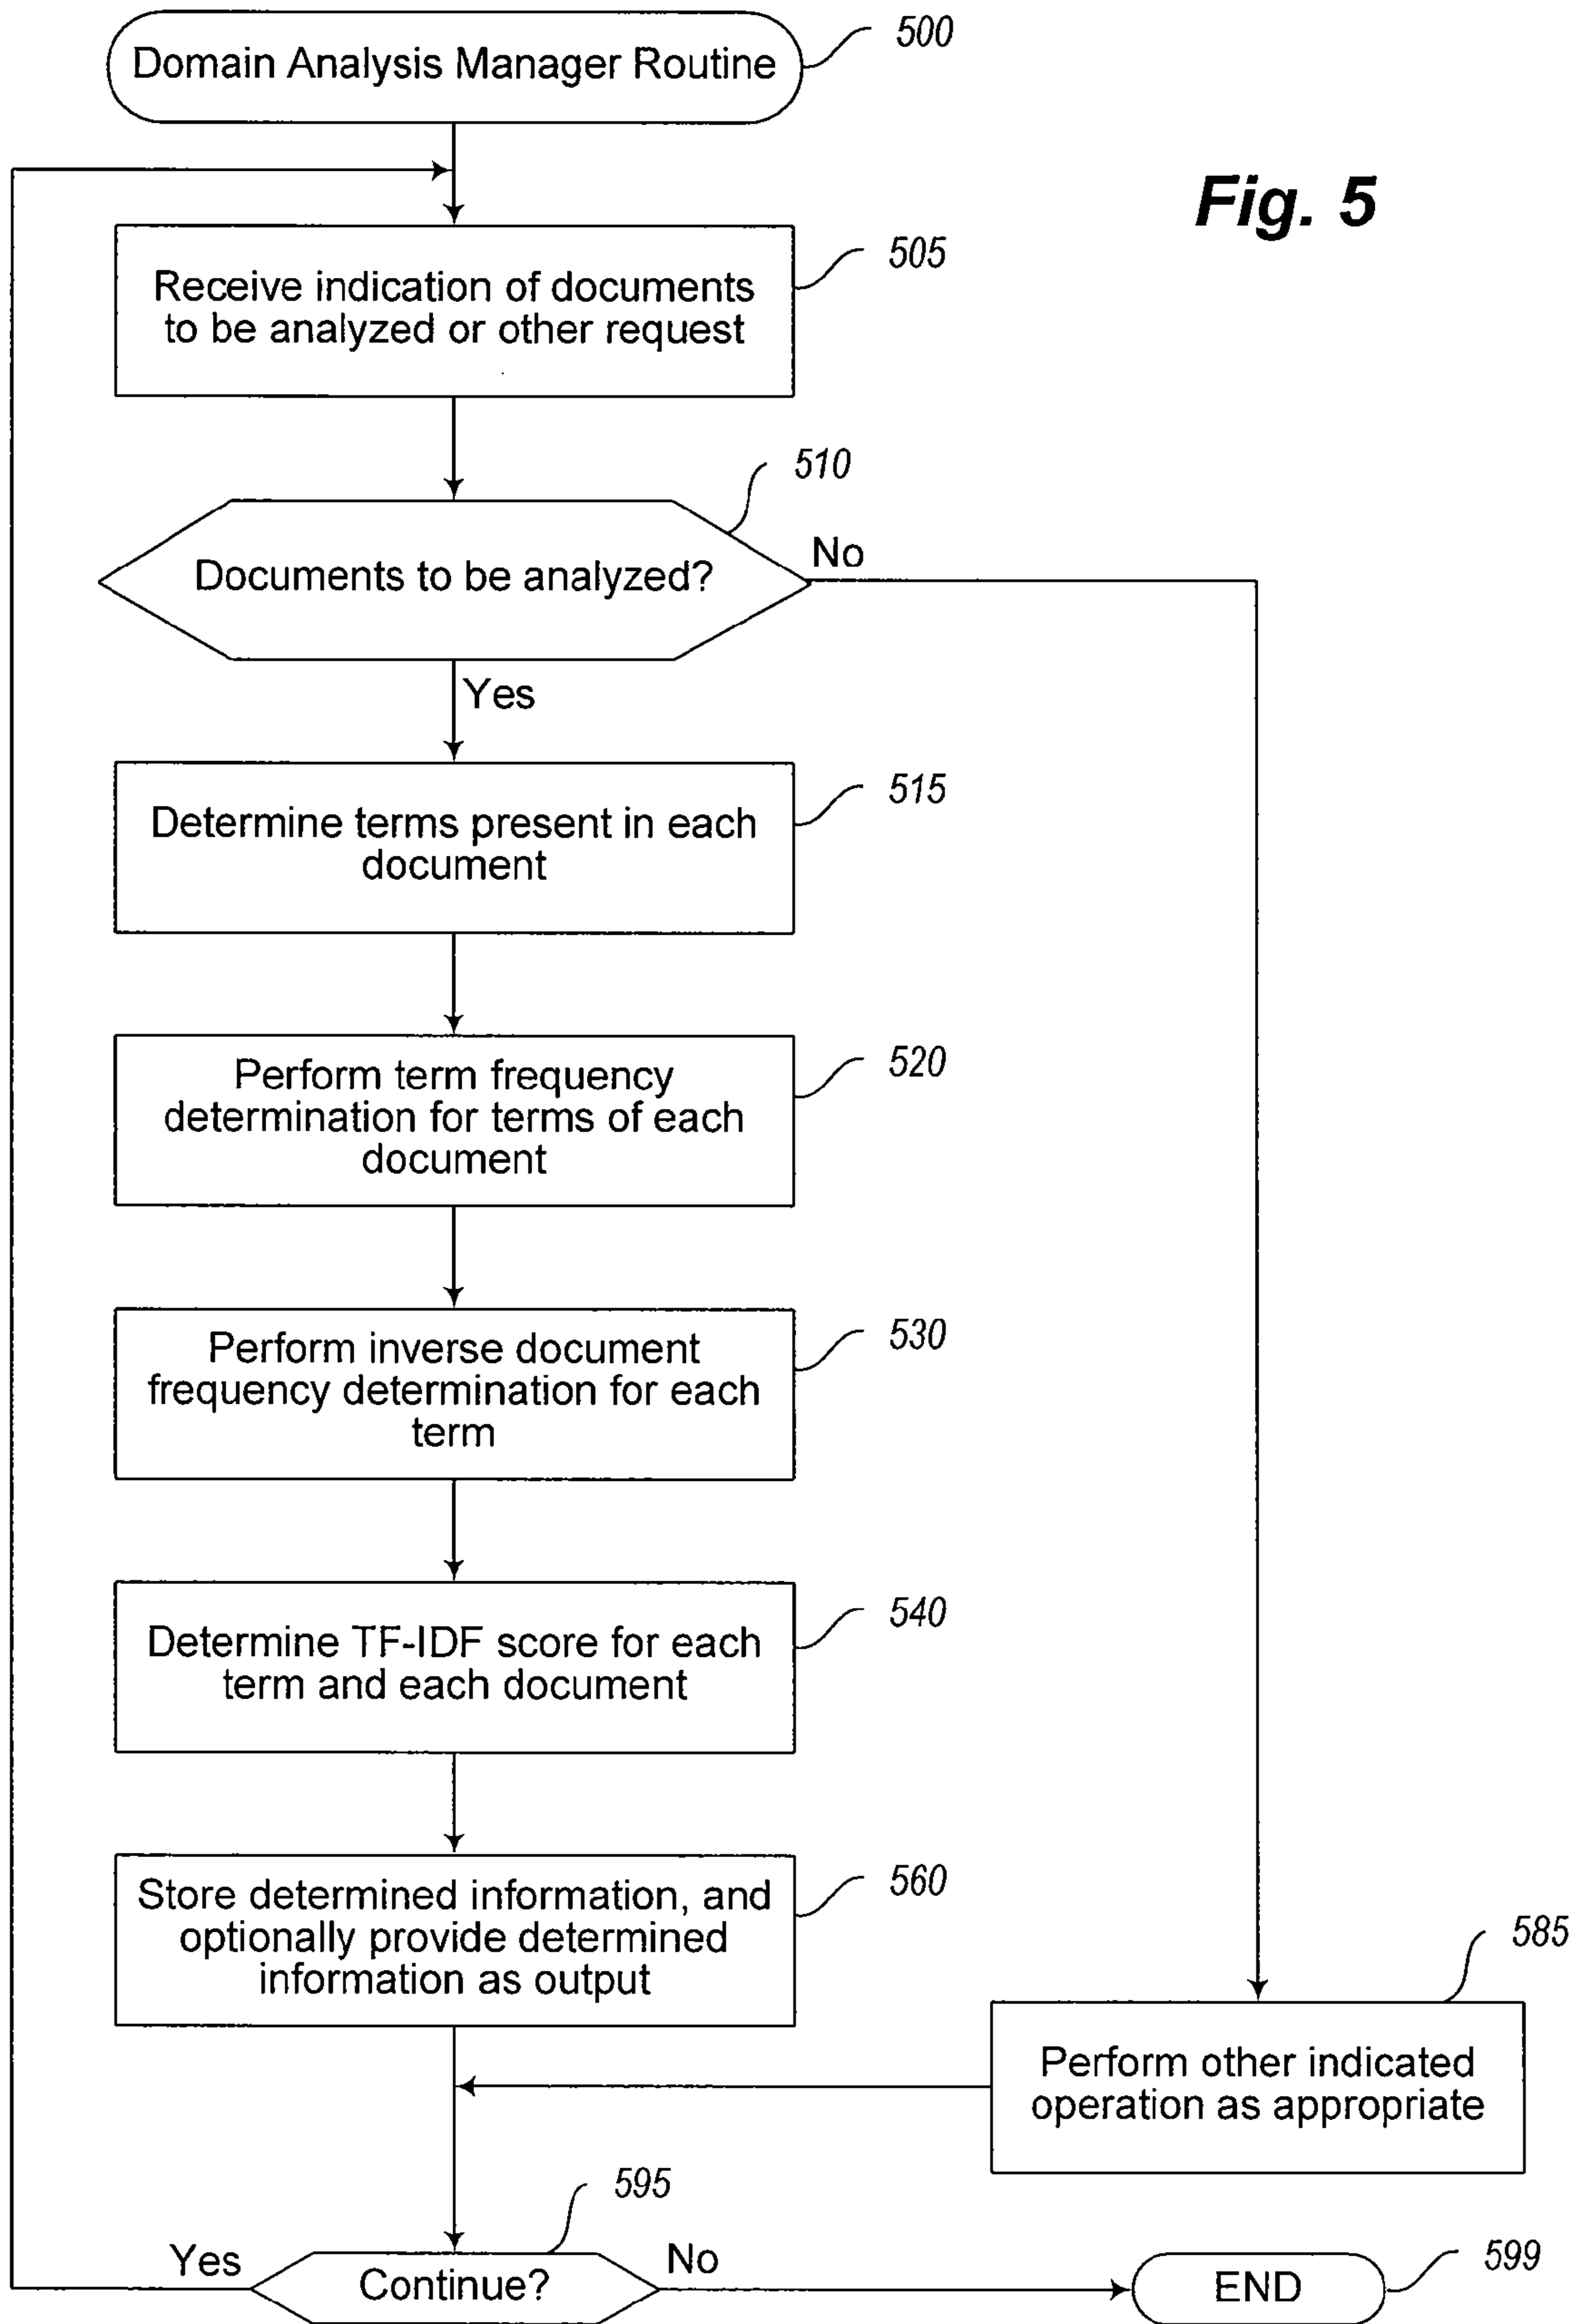 Domain Analysis Manager Routine
500
Fig. 5
505
Receive indication of documents
to be analyzed or other request
510
Documents to be analyzed?
No
Yes
515
Determine terms present in each
document
520
Perform term frequency
determination for terms of each
document
530
Perform inverse document
frequency determination for each
term
540
Determine TF-IDF score for each
term and each document
560
Store determined information, and
optionally provide determined
information as output
585
Perform other indicated
operation as appropriate
595
Yes
Continue?
No
END
599